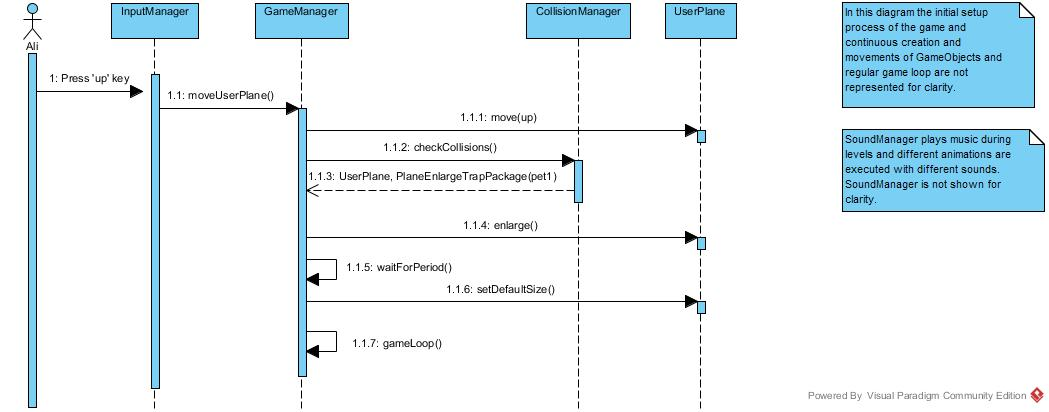 InputManager
GameManager
CollisionManager
UserPlane
Ali
1: Press 'up' key
1.1: moveUserPlane()
1.1.1: move(up)
1.1.2: checkCollisions()
1.1.3: UserPlane, PlaneEnlargeTrapPackage(pet1)
1.1.4: enlarge()
1.1.5: waitForPeriod()
1.1.6: setDefaultSize()
1.1.7: gameLoop()
In this diagram the initial setup
process of the game and
continuous creation and
movements of GameObjects and
regular game loop are not
represented for clarity.
SoundManager plays music during
levels and different animations are
executed with different sounds.
SoundManager is not shown for
clarity.
Powered By Visual Paradigm Community Edition